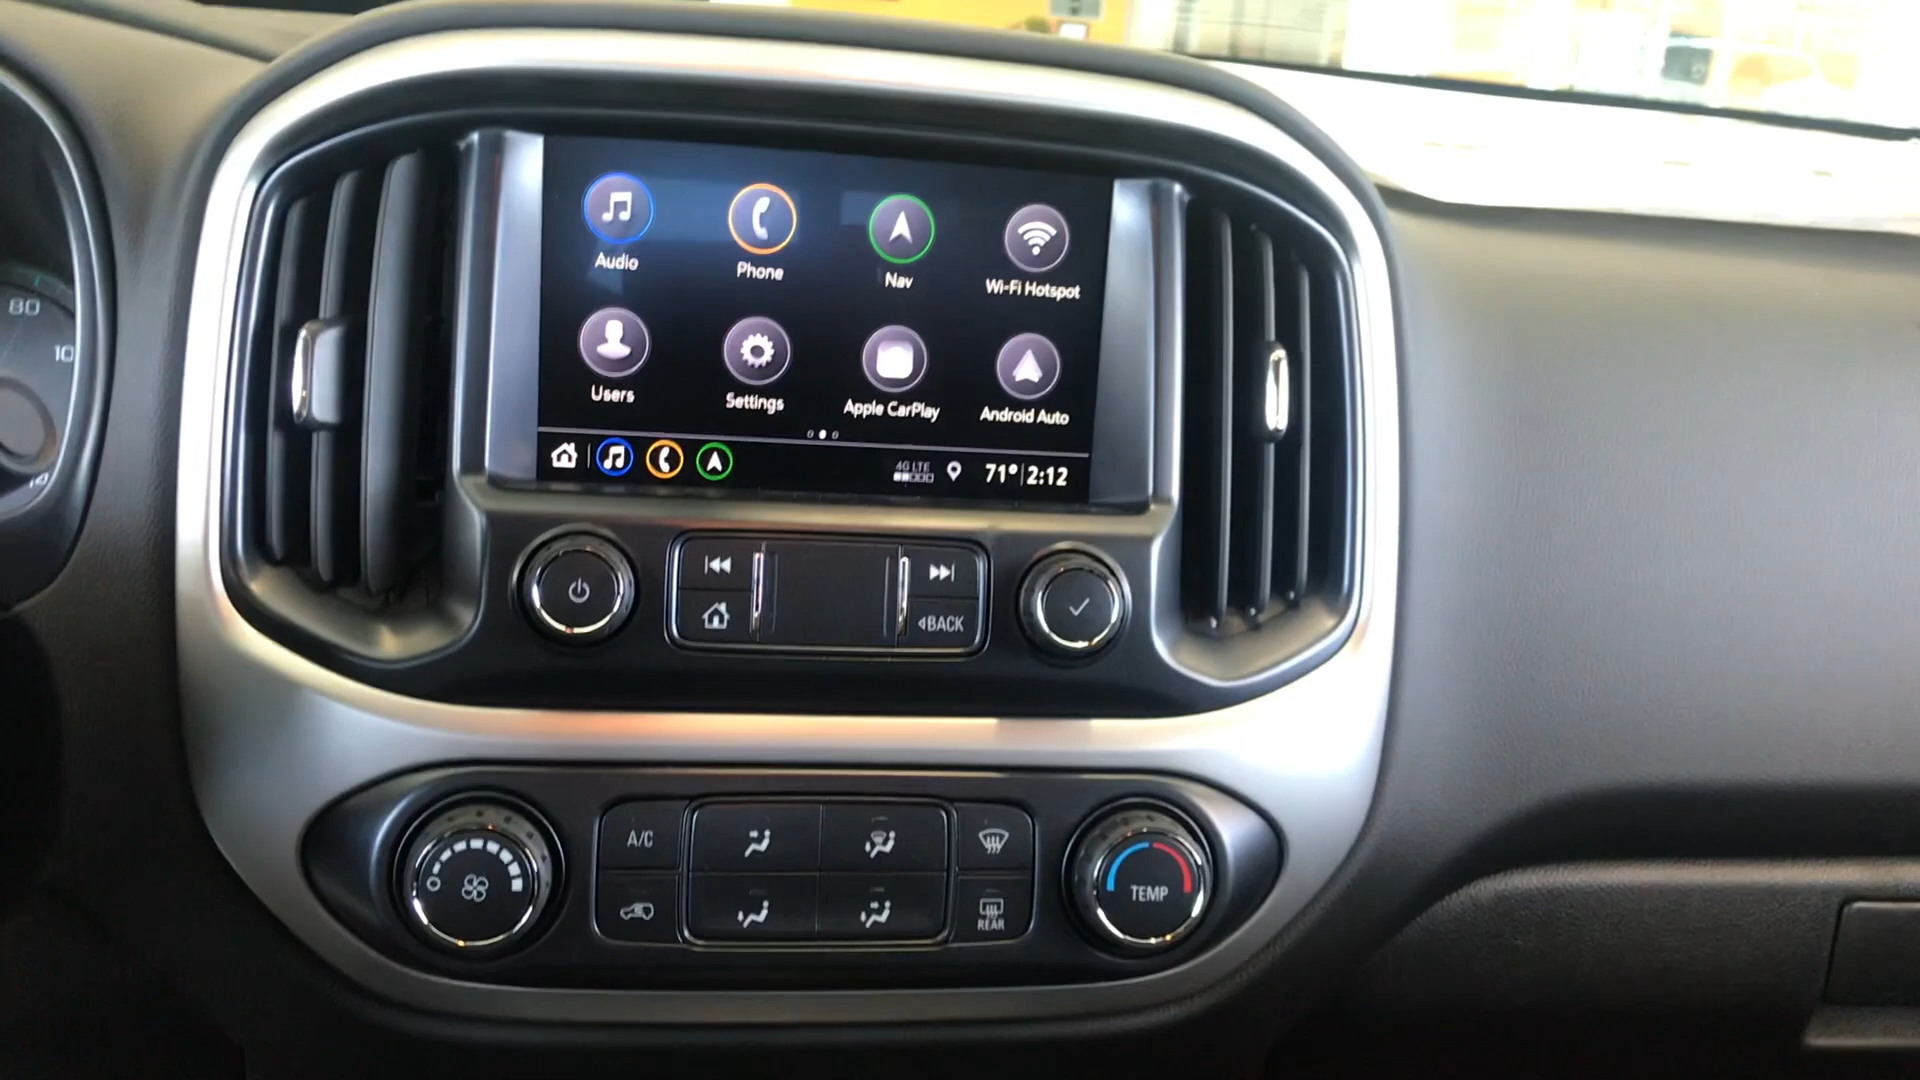 80
10
Audio
Phone
Nav
Wi-Fi Hotspot
Users
Settings
Apple CarPlay
Android Auto
4G LTE
71° 2:12
BACK
A/C
TEMP
REAR